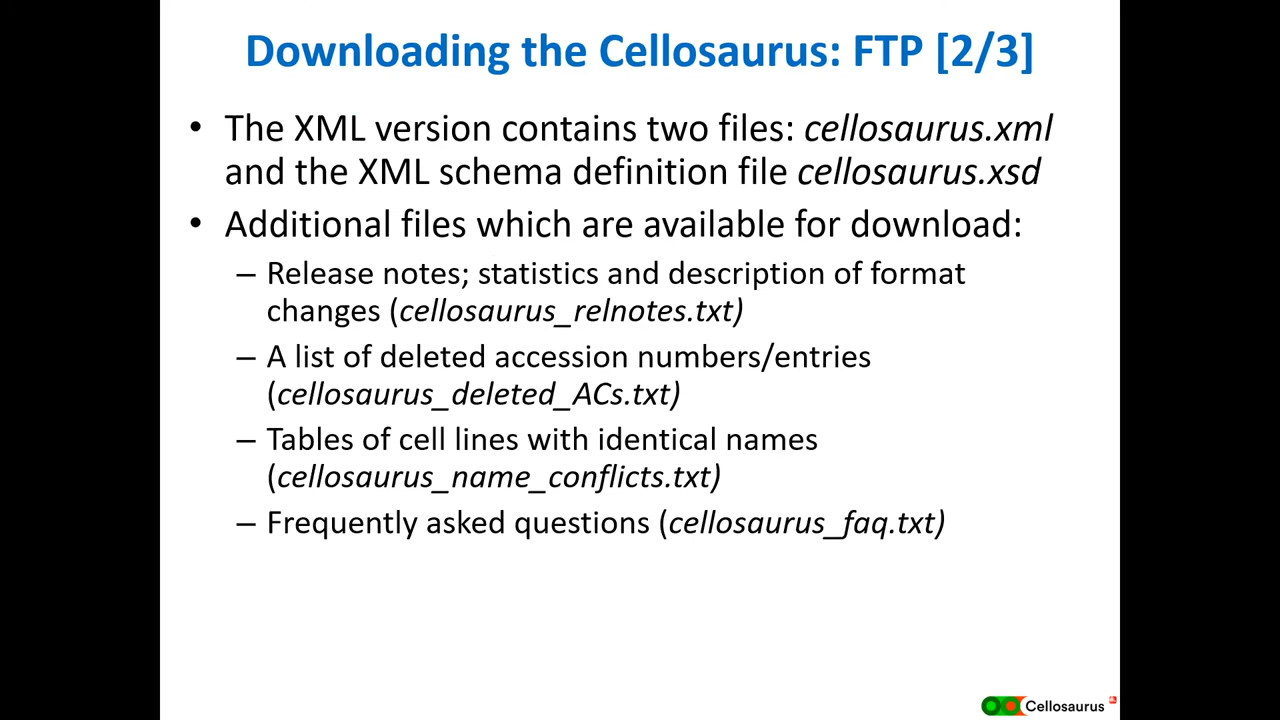 Downloading the Cellosaurus: FTP [2/3]
• The XML version contains two files: cellosaurus.xml
and the XML schema definition file cellosaurus.xsd
• Additional files which are available for download:
– Release notes; statistics and description of format
changes (cellosaurus_relnotes.txt)
– A list of deleted accession numbers/entries
(cellosaurus_deleted_ACs.txt)
– Tables of cell lines with identical names
(cellosaurus_name_conflicts.txt)
– Frequently asked questions (cellosaurus_faq.txt)
Cellosaurus